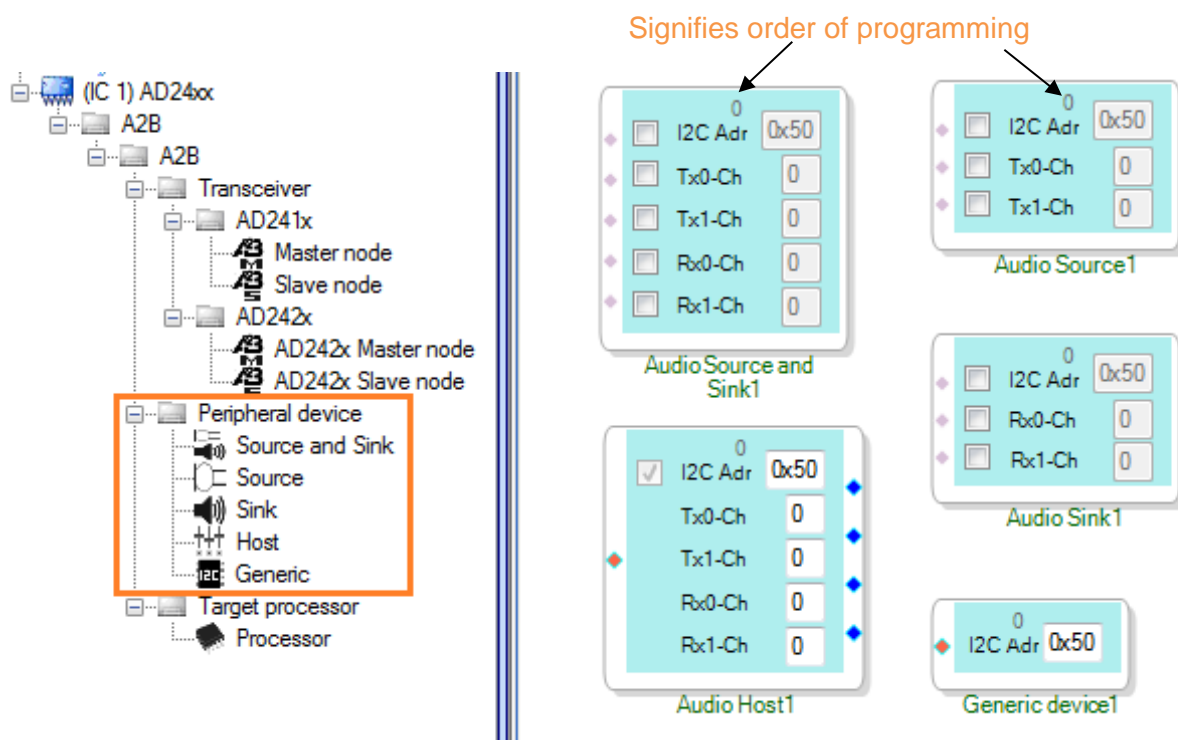 Signifies order of programming
(IC 1) AD24xx
A2B
A2B
Transceiver
AD241x
Master node
Slave node
AD242x
AD242x Master node
AD242x Slave node
Peripheral device
Source and Sink
Source
Sink
Host
I2C Generic
Target processor
Processor
0
I2C Adr 0x50
Tx0-Ch 0
Tx1-Ch 0
Rx0-Ch 0
Rx1-Ch 0
Audio Source and
Sink1
0
I2C Adr 0x50
Tx0-Ch 0
Tx1-Ch 0
Audio Source1
0
I2C Adr 0x50
Rx0-Ch 0
Rx1-Ch 0
Audio Sink1
0
I2C Adr 0x50
Tx0-Ch 0
Tx1-Ch 0
Rx0-Ch 0
Rx1-Ch 0
Audio Host1
0
I2C Adr 0x50
Generic device1